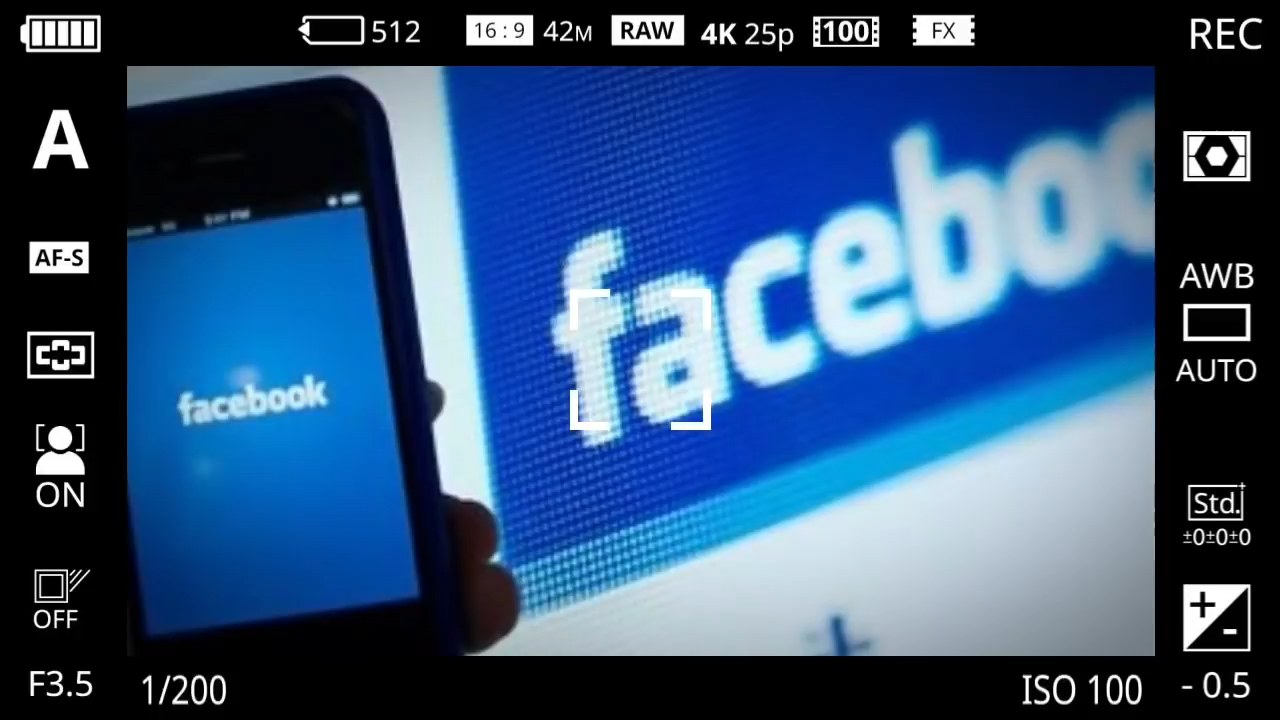 512 16:9 42M RAW 4K 25p 100 FX REC
A
AF-S
AWB
AUTO
ON
Std.
±0±0±0
OFF
F3.5 1/200 ISO 100 - 0.5
facebook
faceboo